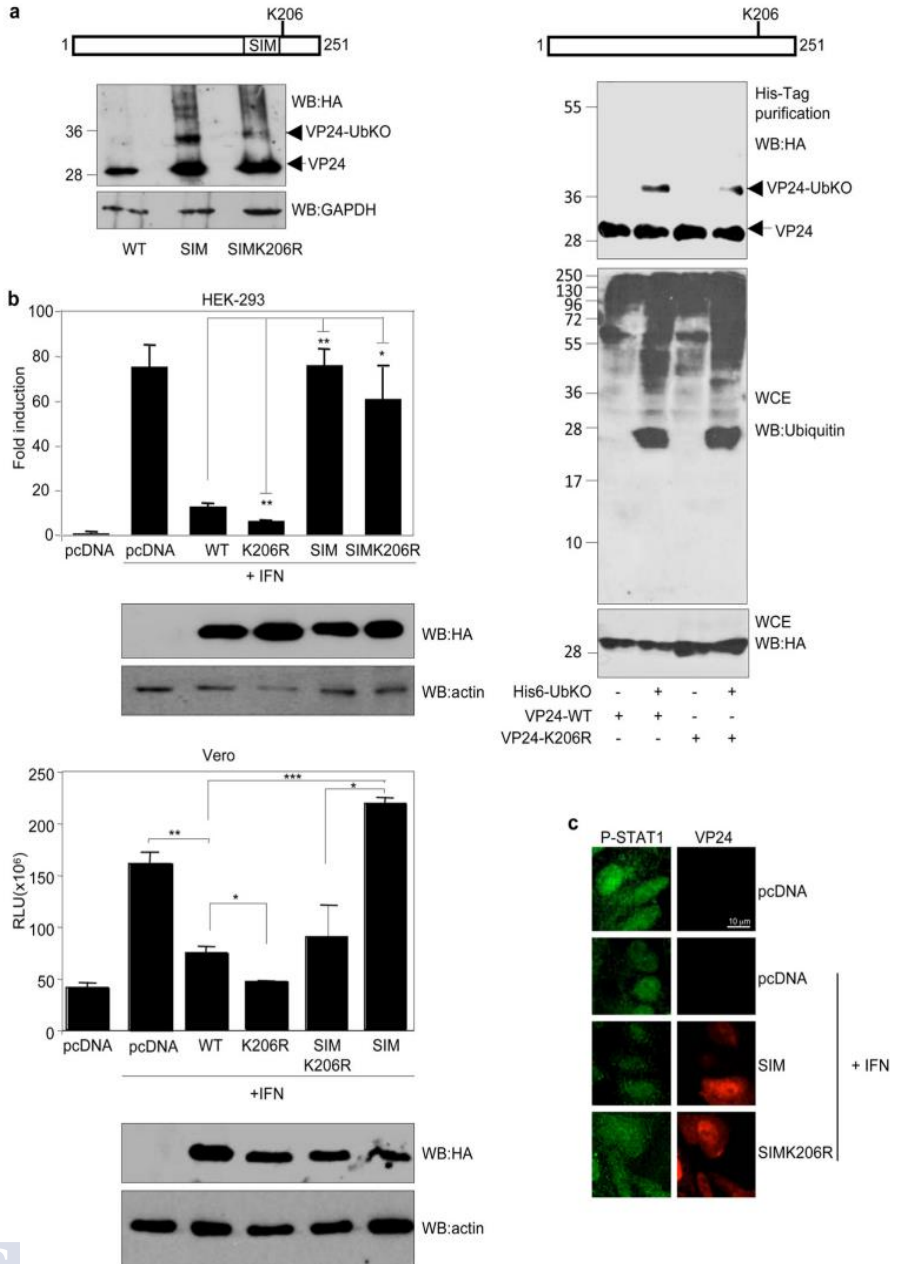 a
K206
1 SIM 251
WB:HA
36
VP24-UbKO
28
VP24
WB:GAPDH
WT SIM SIMK206R
K206
1 251
55
His-Tag
purification
WB:HA
36
VP24-UbKO
28
VP24
250
130
96
72
55
36
WCE
28
WB:Ubiquitin
17
10
WCE
28
WB:HA
His6-UbKO - + - +
VP24-WT + + - -
VP24-K206R - - + +
b
HEK-293
Fold induction
100
80
60
40
20
0
** ** *
pcDNA pcDNA WT K206R SIM SIMK206R
+ IFN
WB:HA
WB:actin
Vero
RLU(x10⁶)
250
200
150
100
50
0
***
*
**
*
pcDNA pcDNA WT K206R SIM SIM
K206R
+IFN
WB:HA
WB:actin
c
P-STAT1 VP24
pcDNA
10 µm
pcDNA
SIM
+ IFN
SIMK206R